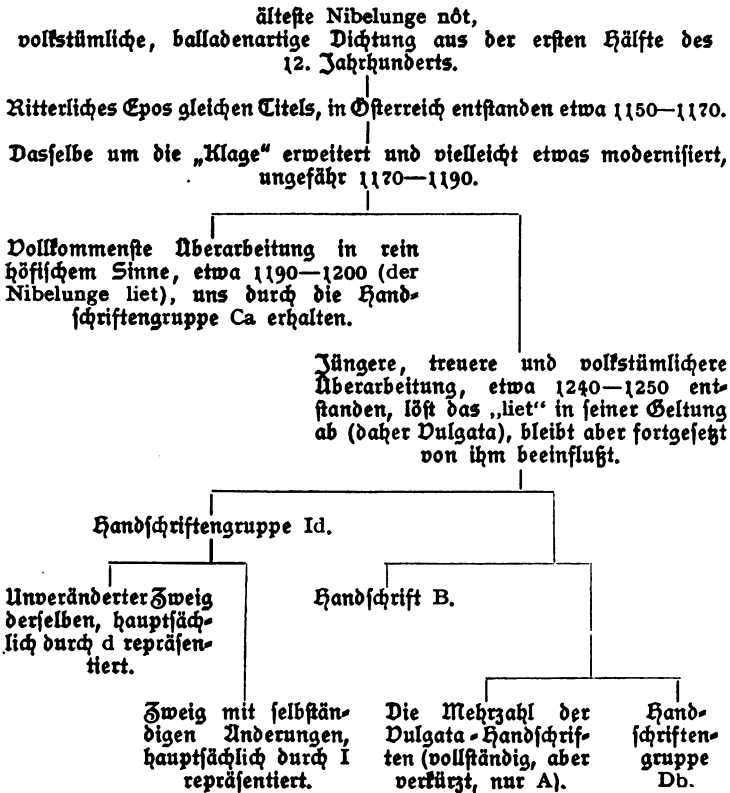 älteste Nibelunge nôt,
volkstümliche, balladenartige Dichtung aus der ersten Hälfte des
12. Jahrhunderts.
Ritterliches Epos gleichen Titels, in Österreich entstanden etwa 1150—1170.
Dasselbe um die „Klage“ erweitert und vielleicht etwas modernisiert,
ungefähr 1170—1190.
Vollkommenste Überarbeitung in rein
höfischem Sinne, etwa 1190—1200 (der
Nibelunge liet), uns durch die Hand-
schriftengruppe Ca erhalten.
Jüngere, treuere und volkstümlichere
Überarbeitung, etwa 1240—1250 ent-
standen, löst das „liet“ in seiner Geltung
ab (daher Vulgata), bleibt aber fortgesetzt
von ihm beeinflußt.
Handschriftengruppe Id.
Unveränderter Zweig
derselben, hauptsäch-
lich durch d repräsen-
tiert.
Handschrift B.
Zweig mit selbstän-
digen Änderungen,
hauptsächlich durch I
repräsentiert.
Die Mehrzahl der
Vulgata-Handschrif-
ten (vollständig, aber
verkürzt, nur A).
Hand-
schriften-
gruppe
Db.